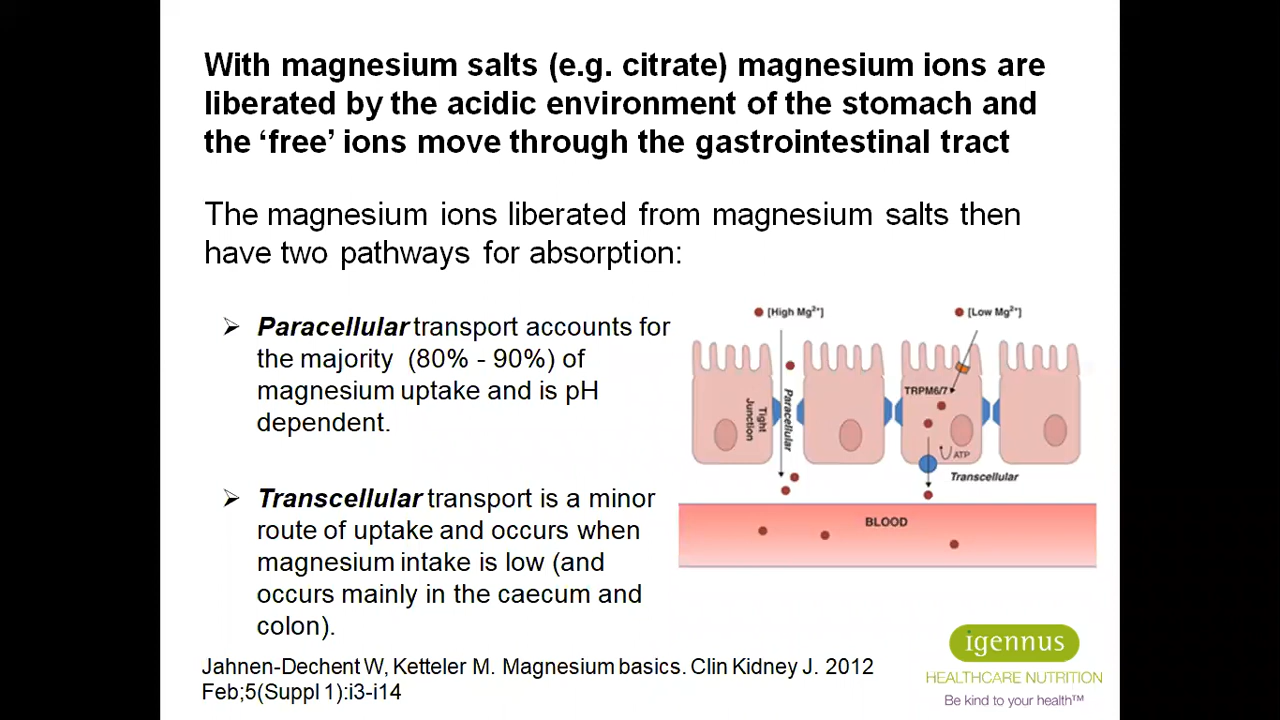 With magnesium salts (e.g. citrate) magnesium ions are
liberated by the acidic environment of the stomach and
the ‘free’ ions move through the gastrointestinal tract
The magnesium ions liberated from magnesium salts then
have two pathways for absorption:
➢ Paracellular transport accounts for
the majority (80% - 90%) of
magnesium uptake and is pH
dependent.
➢ Transcellular transport is a minor
route of uptake and occurs when
magnesium intake is low (and
occurs mainly in the caecum and
colon).
[High Mg²⁺]
[Low Mg²⁺]
TRPM6/7
Tight
Junction
Paracellular
ATP
Transcellular
BLOOD
Jahnen-Dechent W, Ketteler M. Magnesium basics. Clin Kidney J. 2012
Feb;5(Suppl 1):i3-i14
igennus
HEALTHCARE NUTRITION
Be kind to your health™